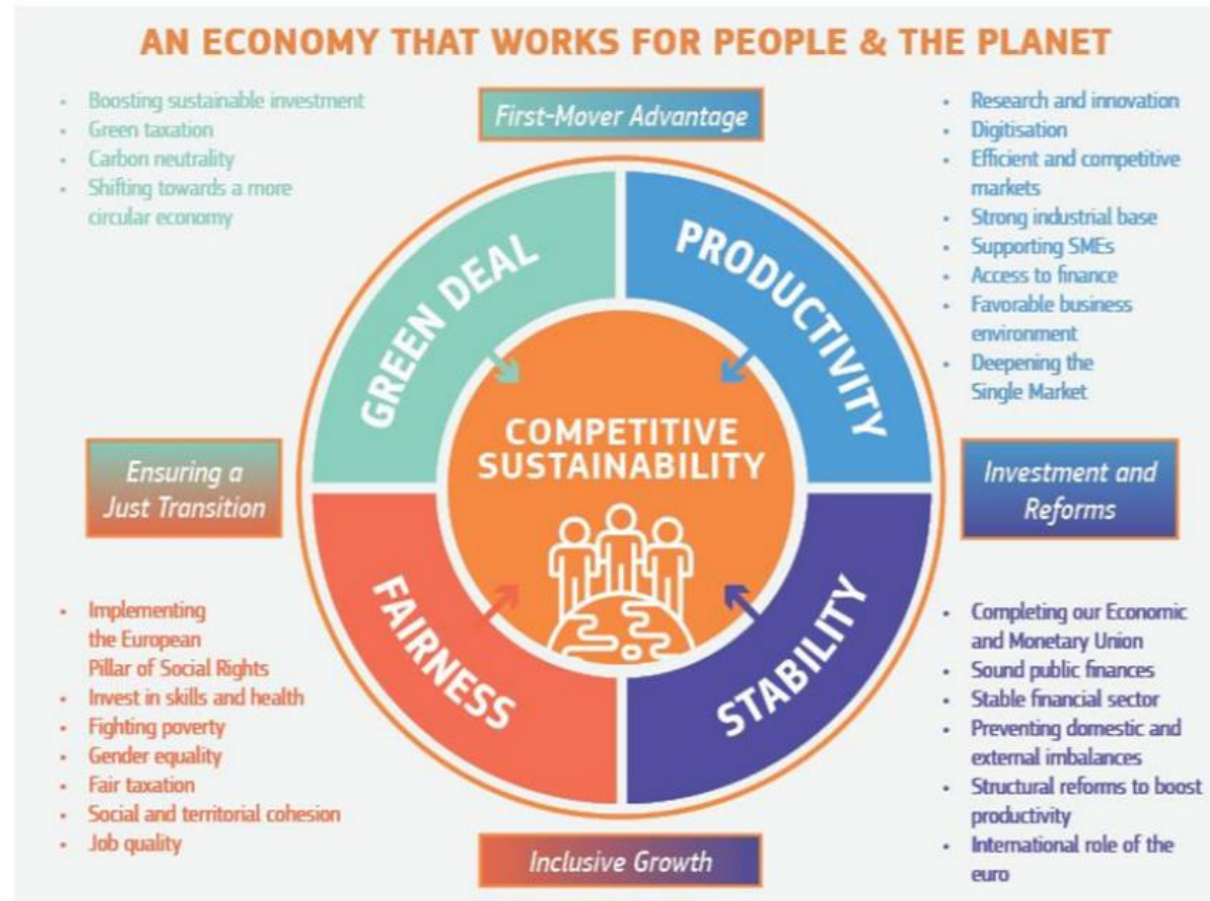 AN ECONOMY THAT WORKS FOR PEOPLE & THE PLANET
• Boosting sustainable investment
• Green taxation
• Carbon neutrality
• Shifting towards a more
circular economy
First-Mover Advantage
• Research and innovation
• Digitisation
• Efficient and competitive
markets
• Strong industrial base
• Supporting SMEs
• Access to finance
• Favorable business
environment
• Deepening the
Single Market
GREEN DEAL
PRODUCTIVITY
COMPETITIVE
SUSTAINABILITY
Ensuring a
Just Transition
Investment and
Reforms
FAIRNESS
STABILITY
• Implementing
the European
Pillar of Social Rights
• Invest in skills and health
• Fighting poverty
• Gender equality
• Fair taxation
• Social and territorial cohesion
• Job quality
Inclusive Growth
• Completing our Economic
and Monetary Union
• Sound public finances
• Stable financial sector
• Preventing domestic and
external imbalances
• Structural reforms to boost
productivity
• International role of the
euro